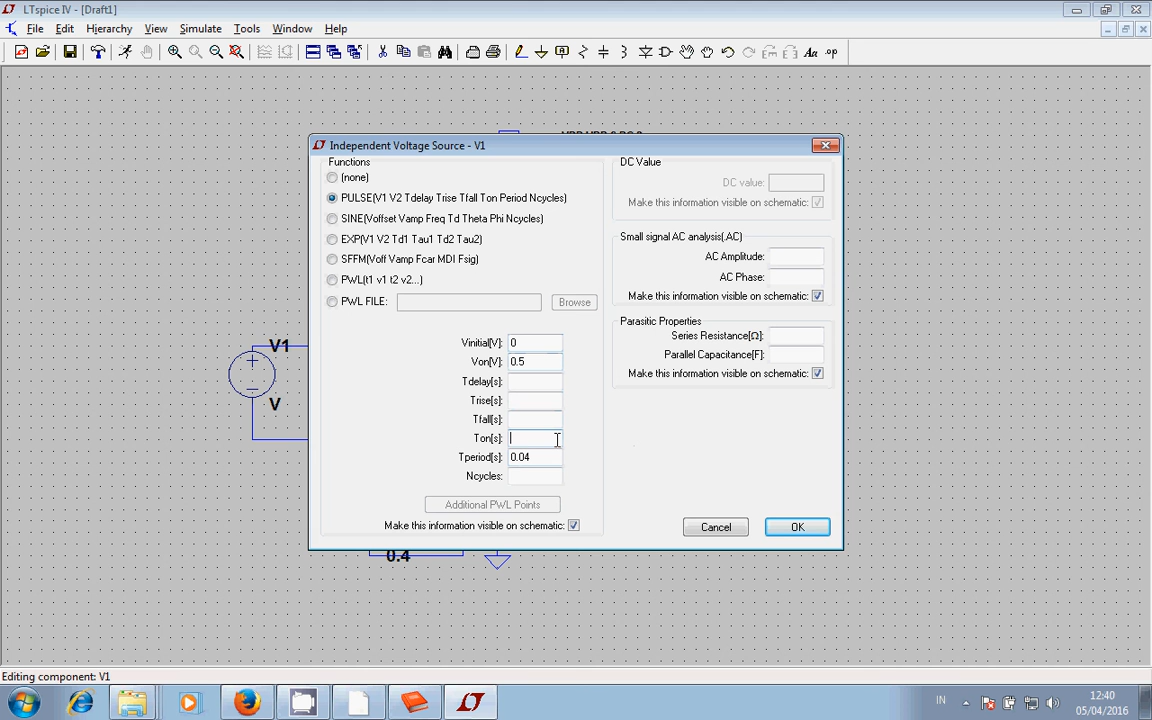 LTspice IV - [Draft1]
File Edit Hierarchy View Simulate Tools Window Help
Aa .op
Independent Voltage Source - V1
Functions
(none)
PULSE(V1 V2 Tdelay Trise Tfall Ton Period Ncycles)
SINE(Voffset Vamp Freq Td Theta Phi Ncycles)
EXP(V1 V2 Td1 Tau1 Td2 Tau2)
SFFM(Voff Vamp Fcar MDI Fsig)
PWL(t1 v1 t2 v2...)
PWL FILE: Browse
Vinitial[V]: 0
Von[V]: 0.5
Tdelay[s]:
Trise[s]:
Tfall[s]:
Ton[s]:
Tperiod[s]: 0.04
Ncycles:
Additional PWL Points
Make this information visible on schematic:
DC Value
DC value:
Make this information visible on schematic:
Small signal AC analysis(.AC)
AC Amplitude:
AC Phase:
Make this information visible on schematic:
Parasitic Properties
Series Resistance[Ω]:
Parallel Capacitance[F]:
Make this information visible on schematic:
Cancel OK
V1
V
0.4
Editing component: V1
IN
12:40
05/04/2016